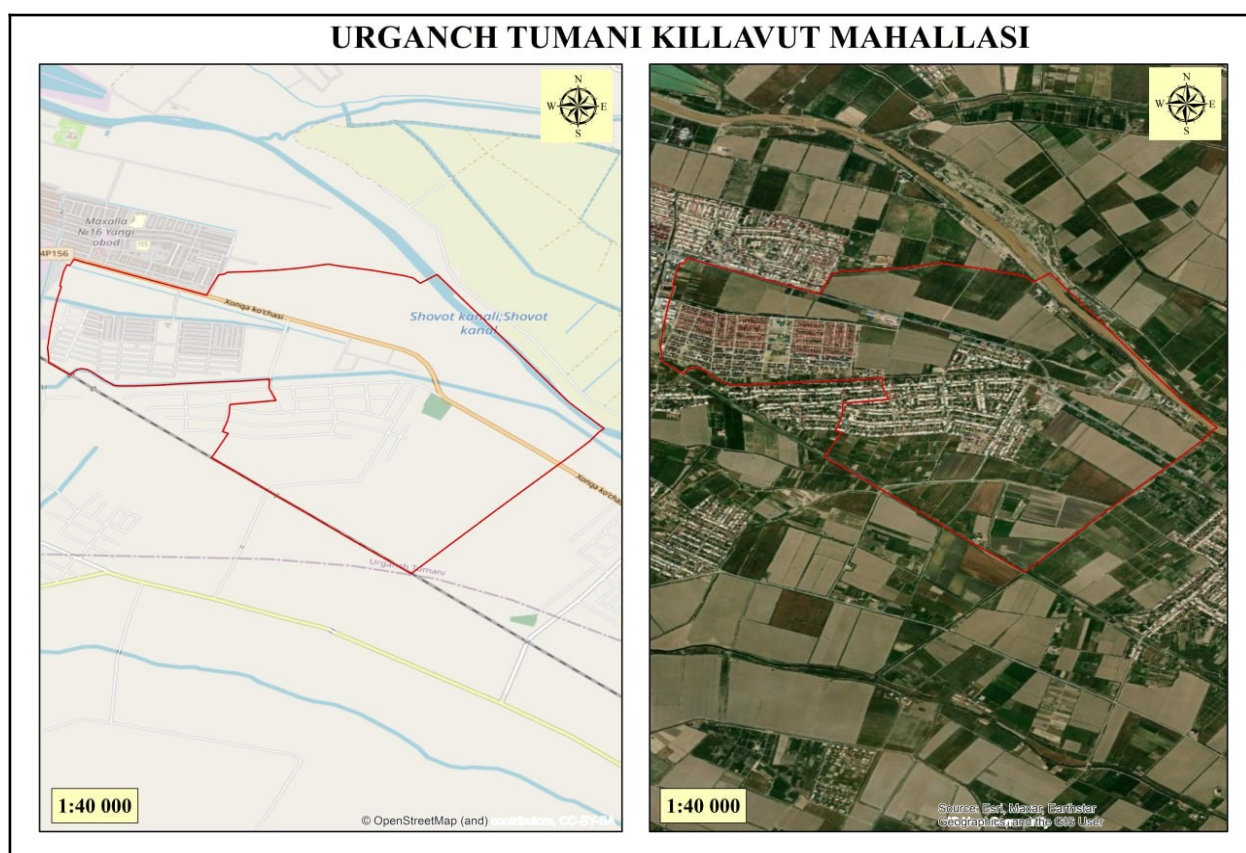 URGANCH TUMANI KILLAVUT MAHALLASI
N
W E
S
Maxalla
№16 Yangi
obod
4P156
Xonqa ko'chasi
Shovot kanali;Shovot
kanal
Xonqa ko'cha
Urganch Tumani
1:40 000
© OpenStreetMap (and) contributors, CC-BY-SA
N
W E
S
1:40 000
Source: Esri, Maxar, Earthstar
Geographics, and the GIS User